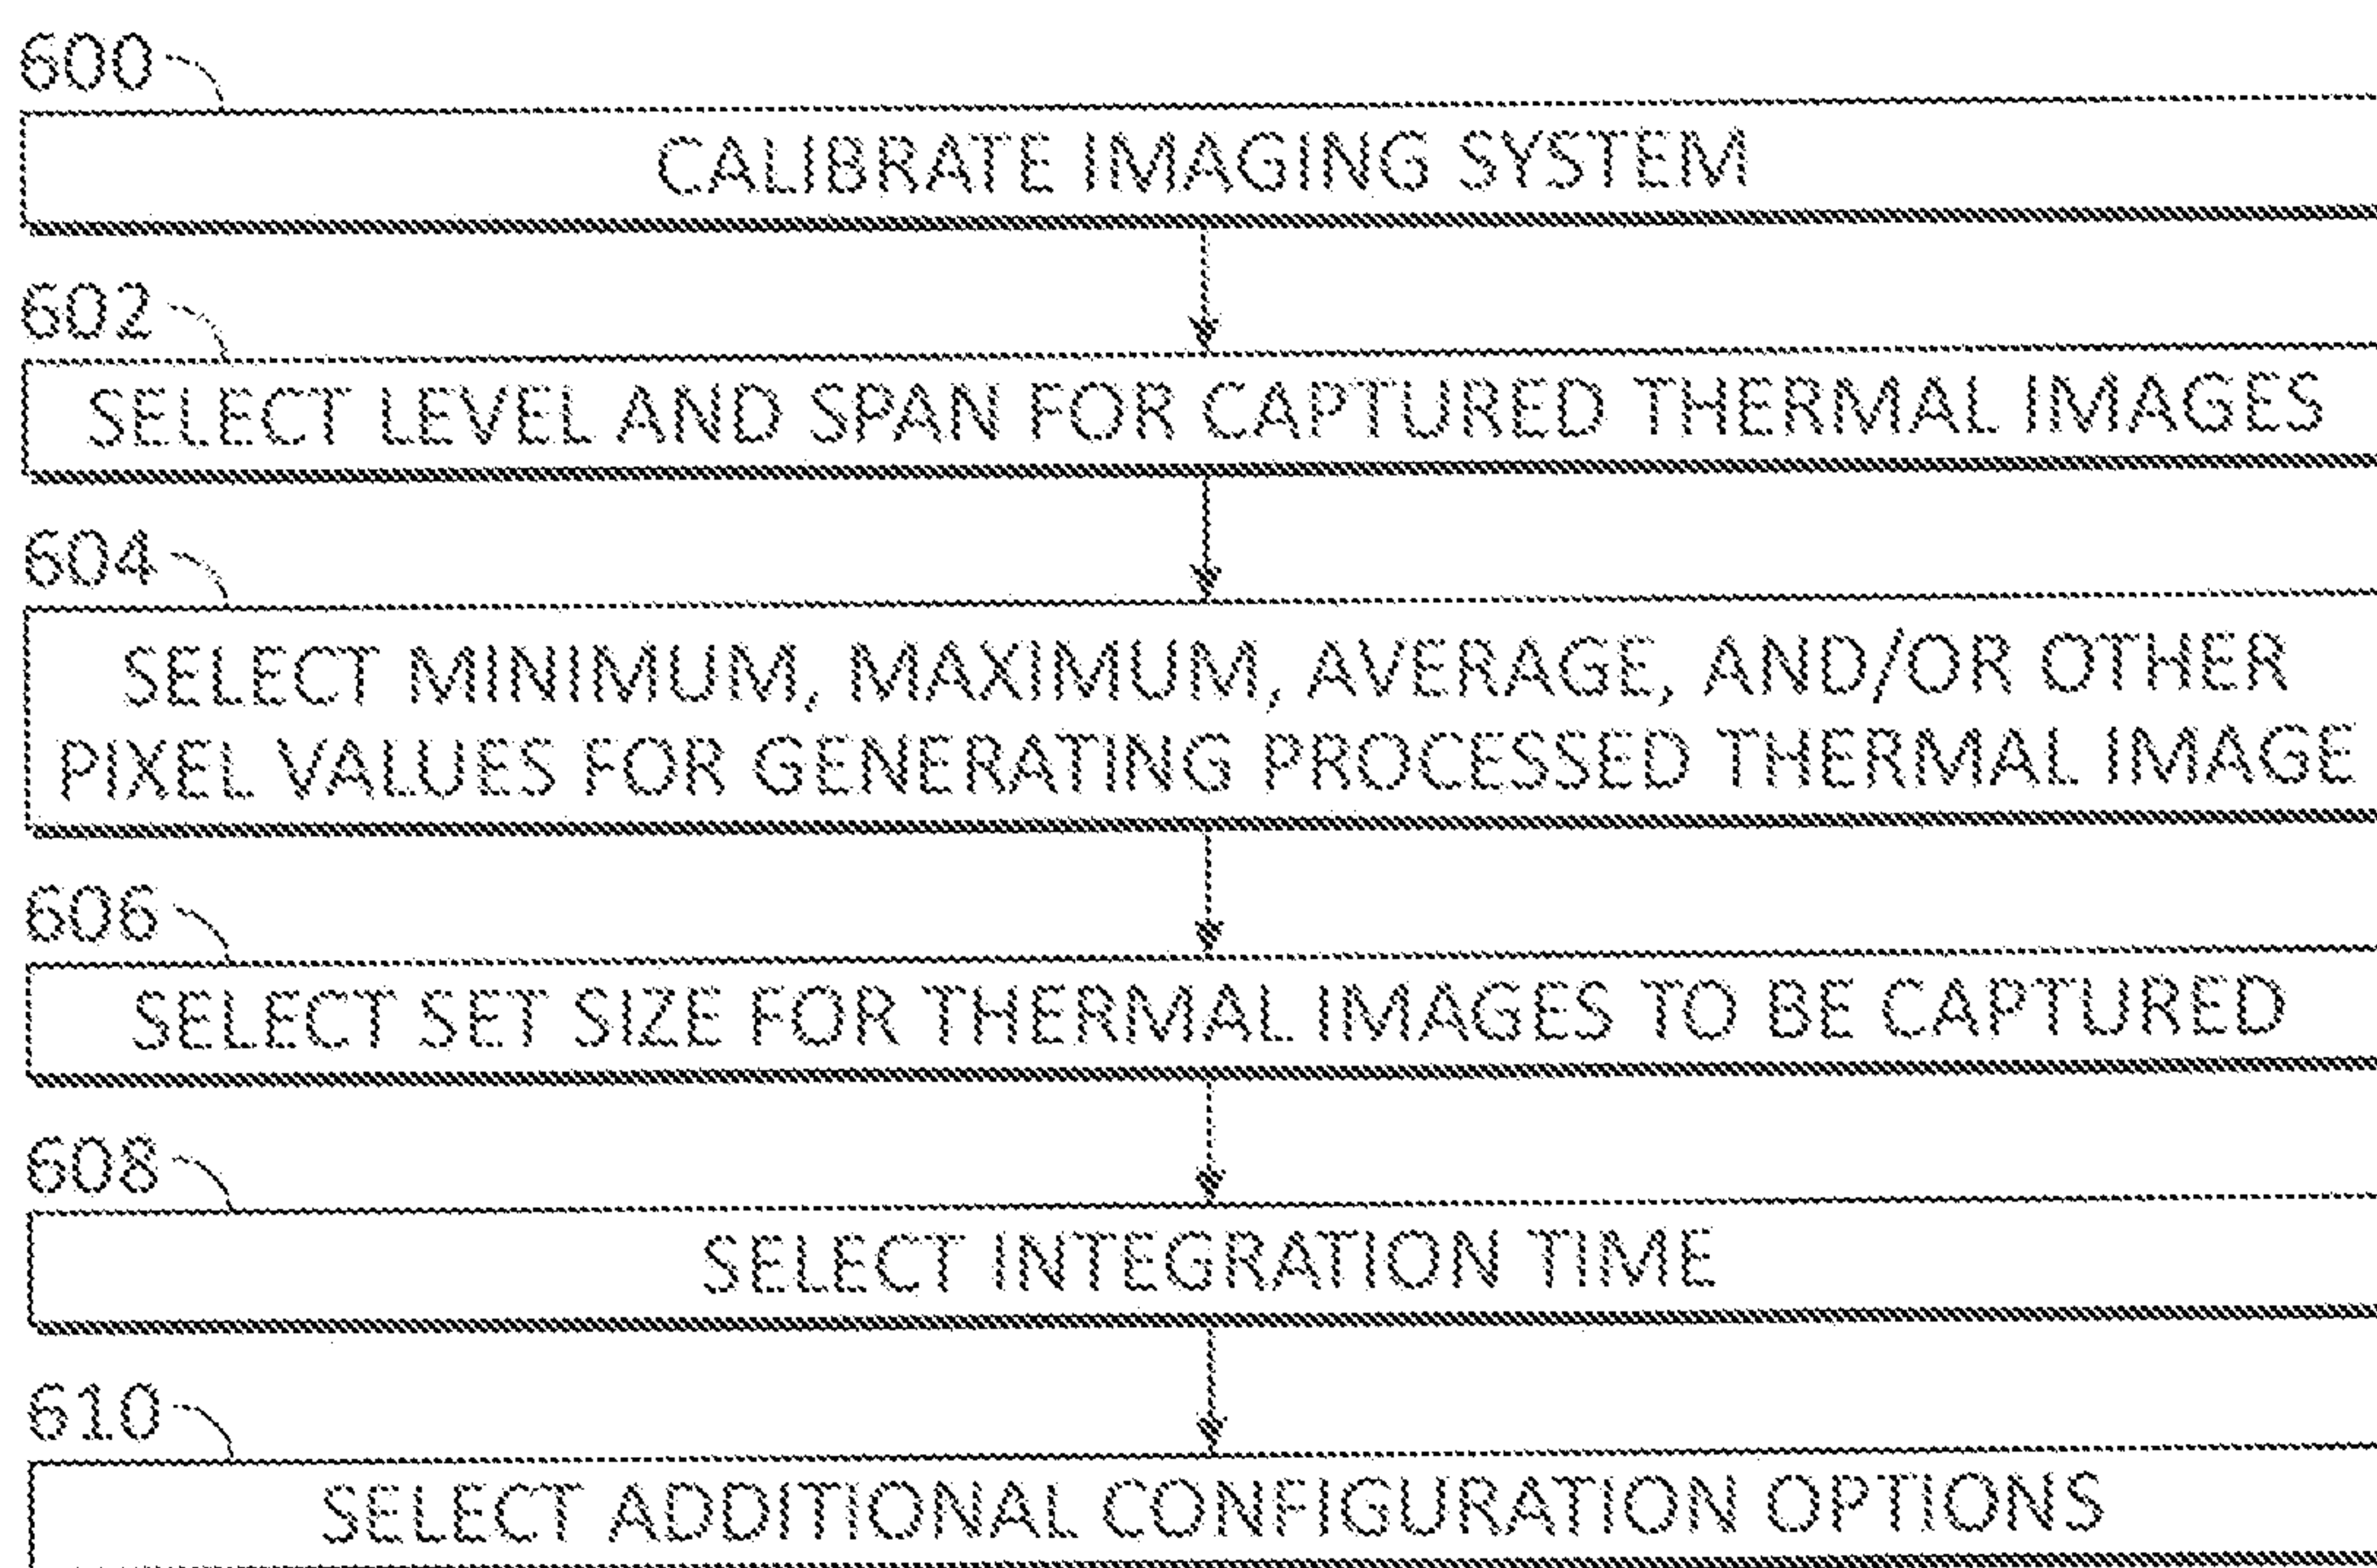 600
CALIBRATE IMAGING SYSTEM
602
SELECT LEVEL AND SPAN FOR CAPTURED THERMAL IMAGES
604
SELECT MINIMUM, MAXIMUM, AVERAGE, AND/OR OTHER
PIXEL VALUES FOR GENERATING PROCESSED THERMAL IMAGE
606
SELECT SET SIZE FOR THERMAL IMAGES TO BE CAPTURED
608
SELECT INTEGRATION TIME
610
SELECT ADDITIONAL CONFIGURATION OPTIONS